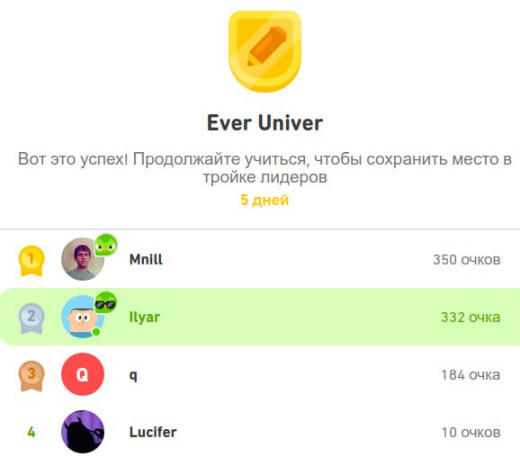 Ever Univer
Вот это успех! Продолжайте учиться, чтобы сохранить место в
тройке лидеров
5 дней
1 Mnill 350 очков
2 Ilyar 332 очка
3 Q q 184 очка
4 Lucifer 10 очков